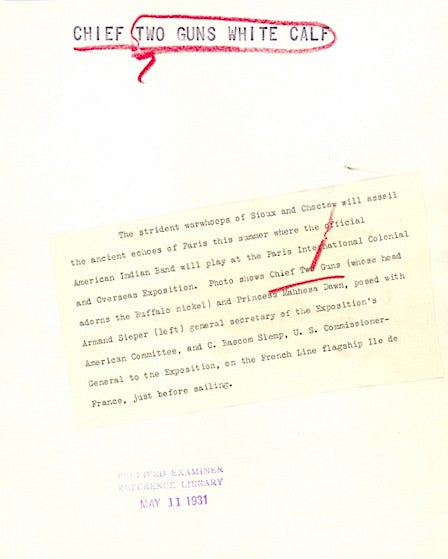 CHIEF TWO GUNS WHITE CALF
The strident warwhoops of Sioux and Choctaw will assail
the ancient echoes of Paris this summer where the official
American Indian Band will play at the Paris International Colonial
and Overseas Exposition. Photo shows Chief Two Guns (whose head
adorns the Buffalo nickel) and Princess Mahhesa Dawn, posed with
Armand Sieper (left) general secretary of the Exposition's
American Committee, and C. Bascom Slemp, U. S. Commissioner-
General to the Exposition, on the French Line flagship Ile de
France, just before sailing.
RECEIVED EXAMINER
REFERENCE LIBRARY
MAY 11 1931